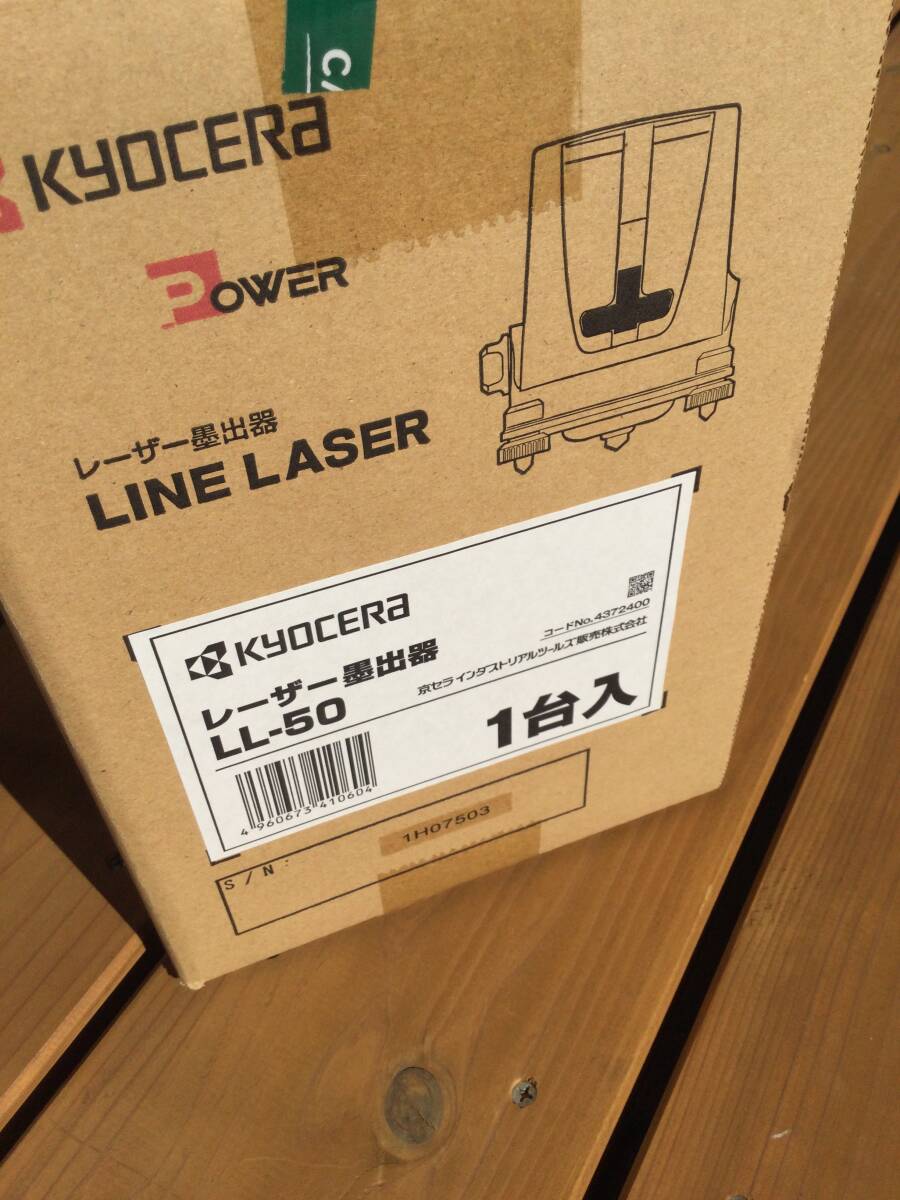 KYOCERA
POWER
レーザー墨出器
LINE LASER
KYOCERA
コードNo.4372400
レーザー墨出器
京セラ インダストリアルツールズ販売株式会社
LL-50
1台入
4 960673 410604
1H07503
S/N: